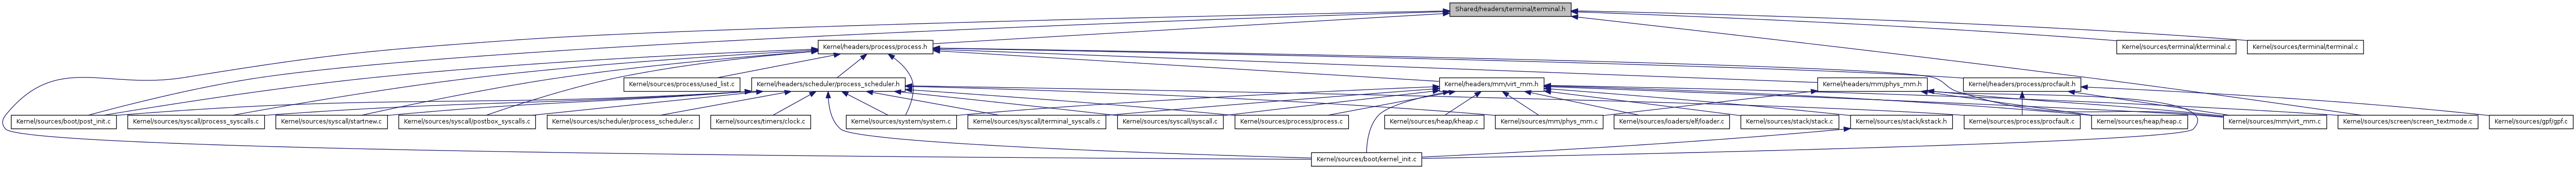 Shared/headers/terminal/terminal.h
Kernel/headers/process/process.h
Kernel/sources/terminal/kterminal.c
Kernel/sources/terminal/terminal.c
Kernel/sources/process/used_list.c
Kernel/headers/scheduler/process_scheduler.h
Kernel/headers/mm/virt_mm.h
Kernel/headers/mm/phys_mm.h
Kernel/headers/process/procfault.h
Kernel/sources/boot/post_init.c
Kernel/sources/syscall/process_syscalls.c
Kernel/sources/syscall/startnew.c
Kernel/sources/syscall/postbox_syscalls.c
Kernel/sources/scheduler/process_scheduler.c
Kernel/sources/timers/clock.c
Kernel/sources/system/system.c
Kernel/sources/syscall/terminal_syscalls.c
Kernel/sources/syscall/syscall.c
Kernel/sources/process/process.c
Kernel/sources/heap/kheap.c
Kernel/sources/mm/phys_mm.c
Kernel/sources/loaders/elf/loader.c
Kernel/sources/stack/stack.c
Kernel/sources/stack/kstack.h
Kernel/sources/process/procfault.c
Kernel/sources/heap/heap.c
Kernel/sources/mm/virt_mm.c
Kernel/sources/screen/screen_textmode.c
Kernel/sources/gpf/gpf.c
Kernel/sources/boot/kernel_init.c